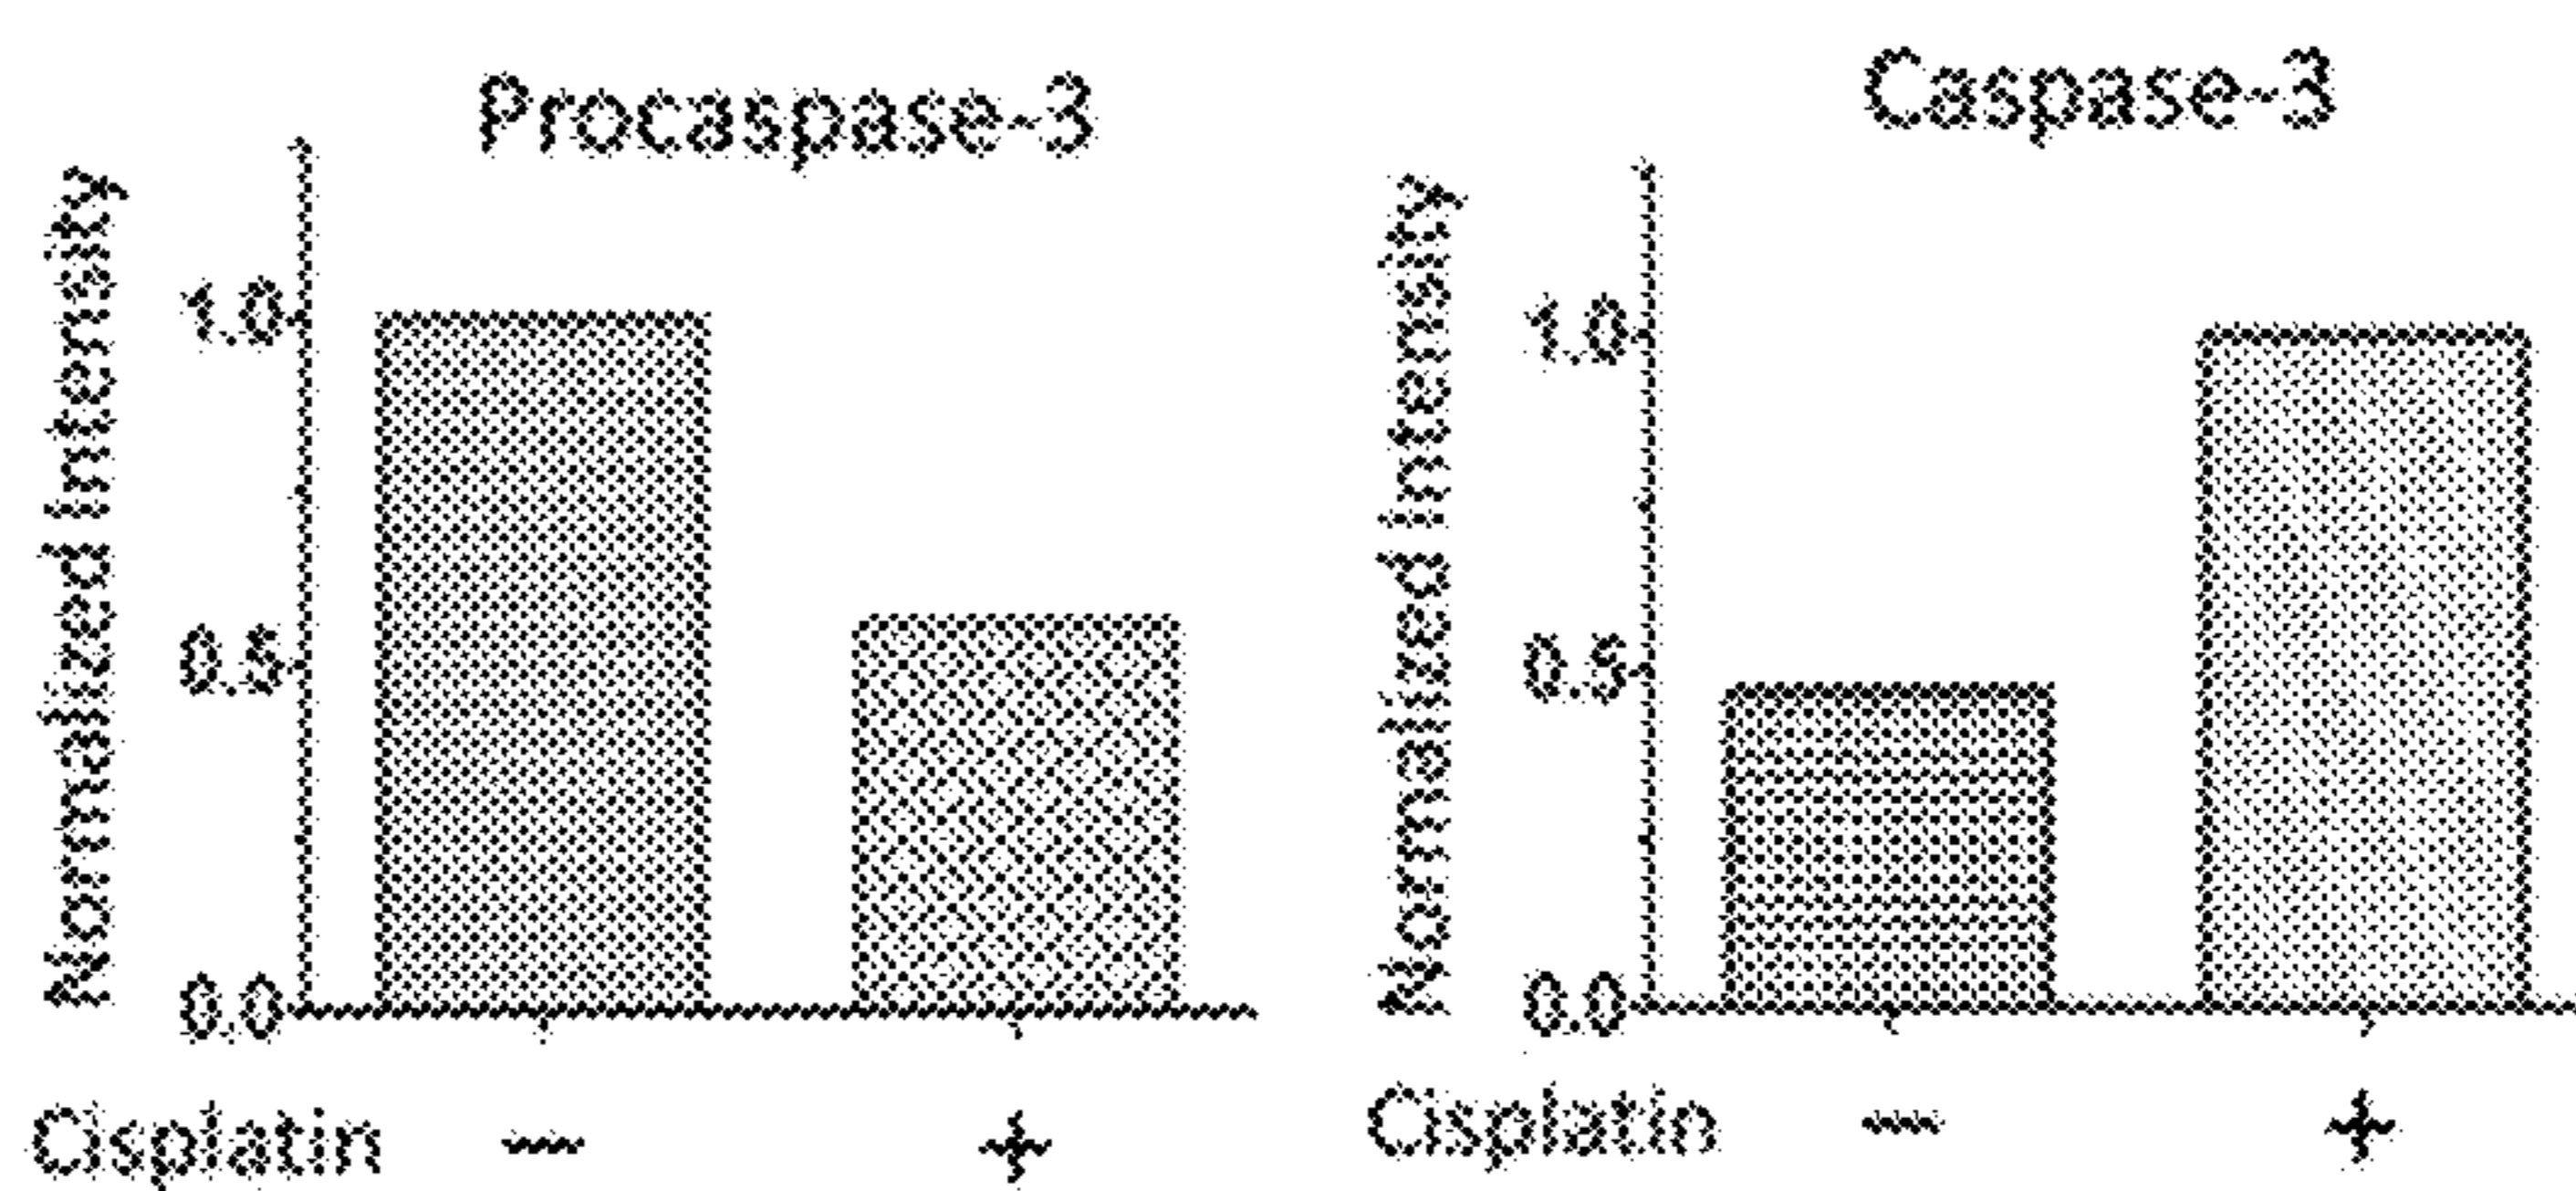 Procaspase-3
Normalized Intensity
1.0
0.5
0.0
Cisplatin − +
Caspase-3
Normalized Intensity
1.0
0.5
0.0
Cisplatin − +